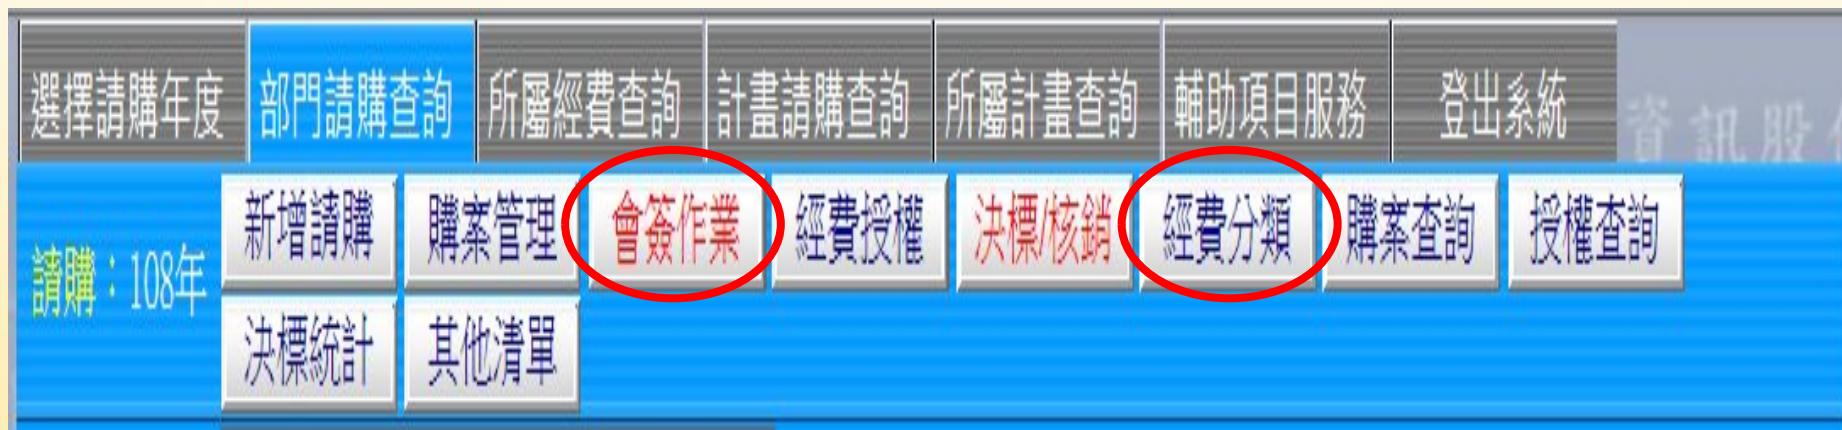 選擇請購年度 部門請購查詢 所屬經費查詢 計畫請購查詢 所屬計畫查詢 輔助項目服務 登出系統
資訊股
請購：108年
新增請購 購案管理 會簽作業 經費授權 決標/核銷 經費分類 購案查詢 授權查詢
決標統計 其他清單